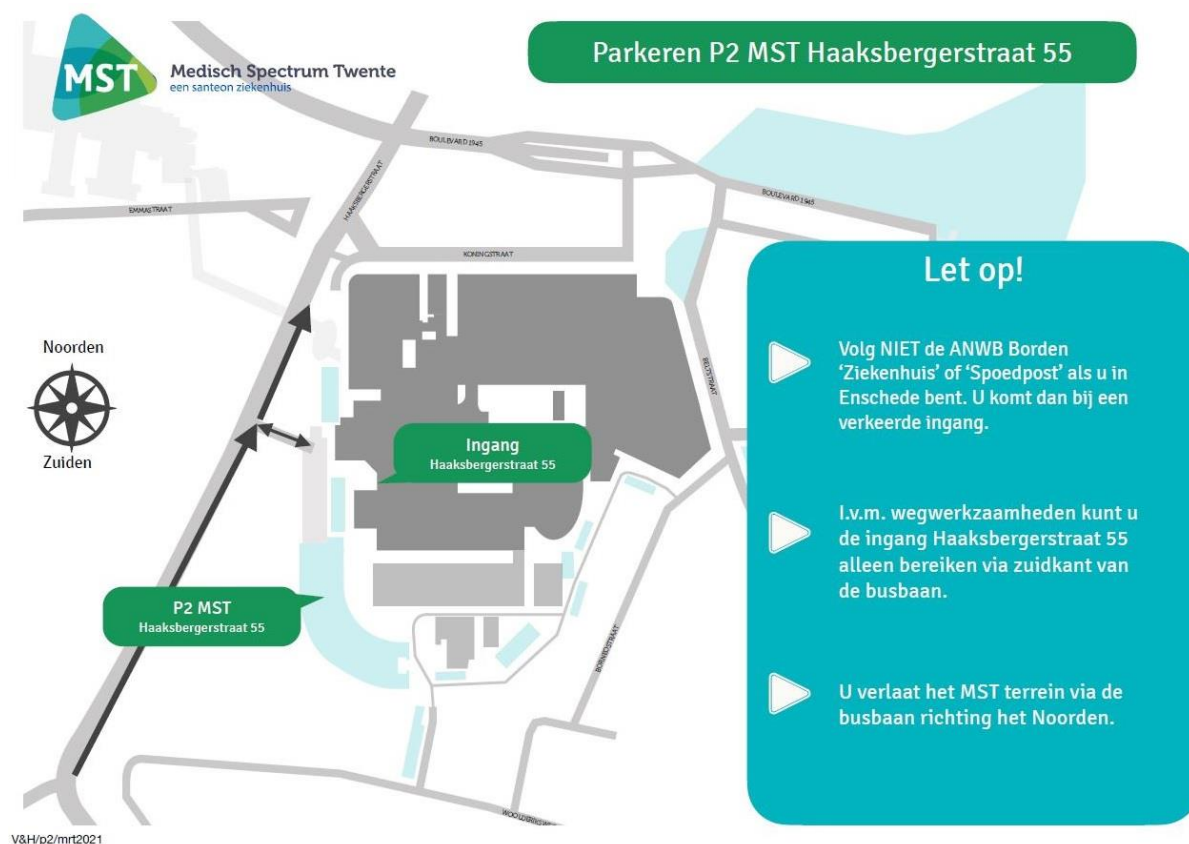 MST
Medisch Spectrum Twente
een santeon ziekenhuis
Parkeren P2 MST Haaksbergerstraat 55
BOULEVARD 1945
HAAKSBERGERSTRAAT
BOULEVARD 1945
EMMASTRAAT
KONINGSTRAAT
Let op!
Volg NIET de ANWB Borden
‘Ziekenhuis’ of ‘Spoedpost’ als u in
Enschede bent. U komt dan bij een
verkeerde ingang.
Noorden
Zuiden
BELTSTRAAT
Ingang
Haaksbergerstraat 55
I.v.m. wegwerkzaamheden kunt u
de ingang Haaksbergerstraat 55
alleen bereiken via zuidkant van
de busbaan.
P2 MST
Haaksbergerstraat 55
BORNEOSTRAAT
U verlaat het MST terrein via de
busbaan richting het Noorden.
V&H/p2/mrt2021